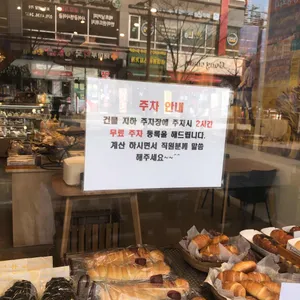 주차 안내
건물 지하 주차장에 주차시 2시간
무료 주차 등록을 해드립니다.
계산 하시면서 직원분께 말씀
해주세요~~^^